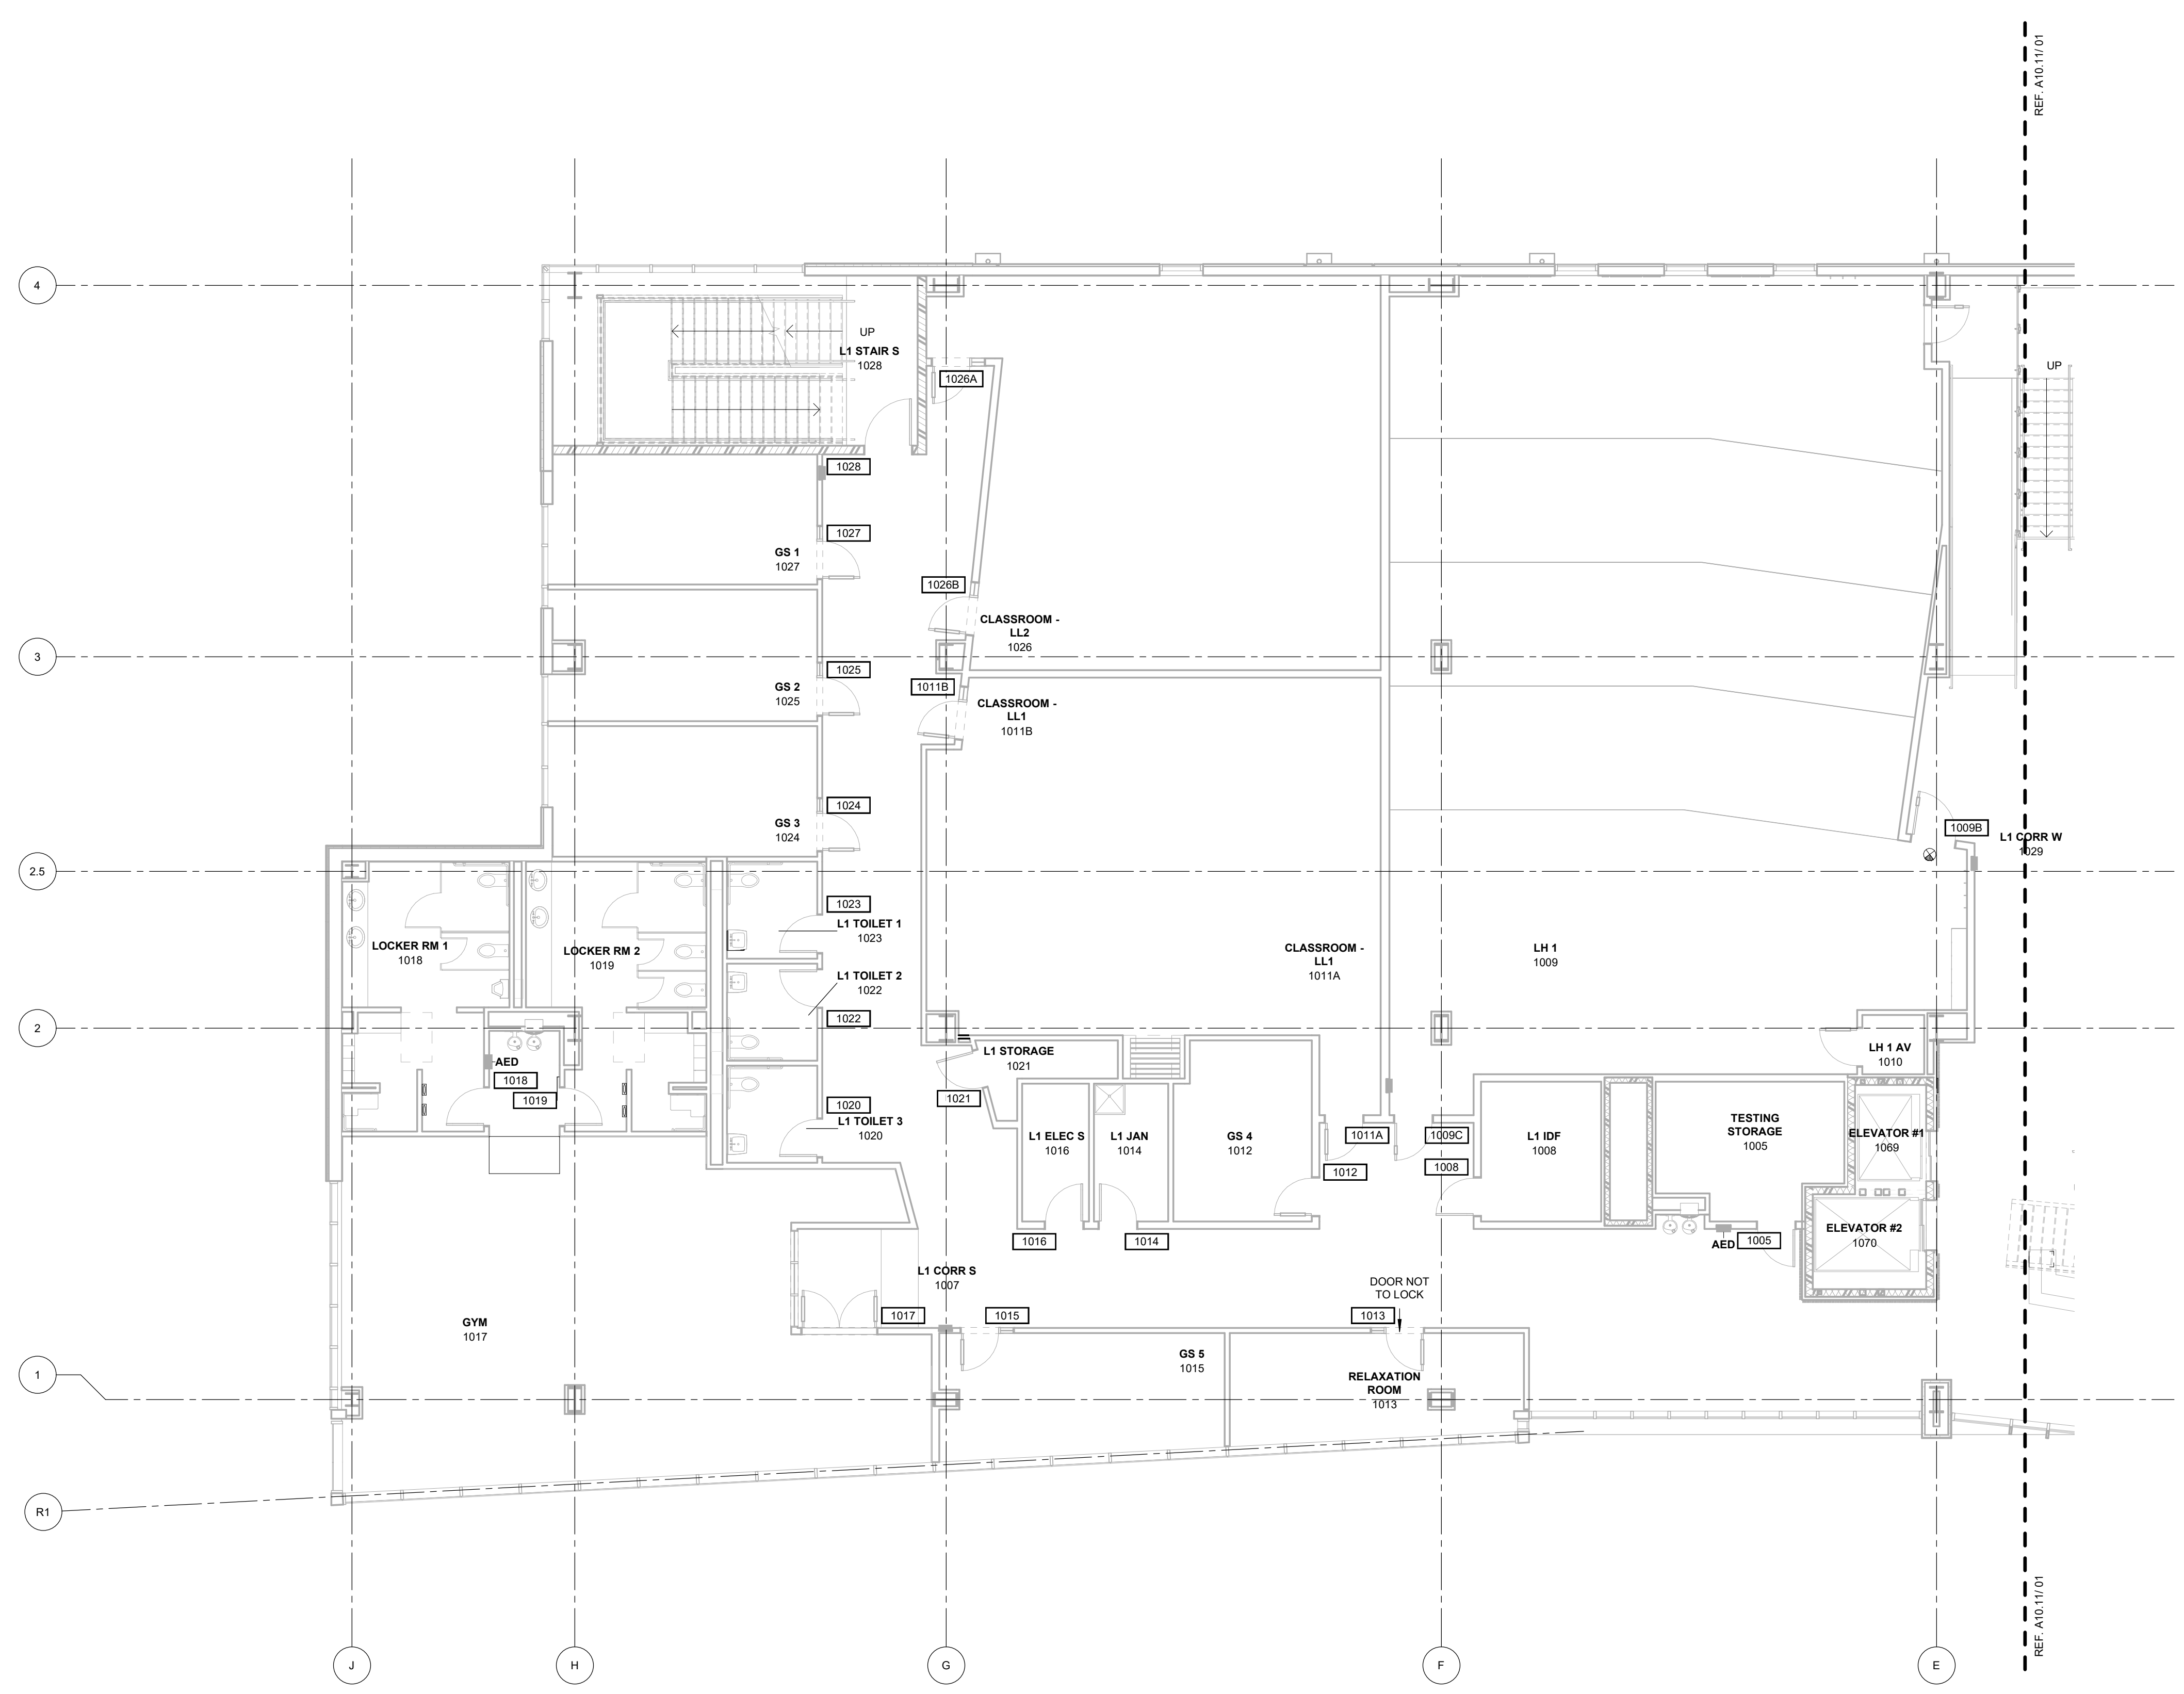 REF. A10.11/ 01
4
UP
L1 STAIR S
1028
1026A
UP
1028
1027
GS 1
1027
1026B
CLASSROOM -
LL2
1026
3
1025
GS 2
1025
1011B
CLASSROOM -
LL1
1011B
1024
GS 3
1024
1009B
L1 CORR W
1029
2.5
1023
L1 TOILET 1
1023
LOCKER RM 1
1018
LOCKER RM 2
1019
CLASSROOM -
LL1
1011A
LH 1
1009
L1 TOILET 2
1022
1022
2
L1 STORAGE
1021
LH 1 AV
1010
AED
1018
1019
1021
1020
L1 TOILET 3
1020
L1 ELEC S
1016
L1 JAN
1014
GS 4
1012
1011A
1012
1009C
1008
L1 IDF
1008
TESTING
STORAGE
1005
ELEVATOR #1
1069
ELEVATOR #2
1070
1016
1014
AED
1005
L1 CORR S
1007
DOOR NOT
TO LOCK
1017
1015
1013
GYM
1017
GS 5
1015
RELAXATION
ROOM
1013
1
R1
REF. A10.11/ 01
J
H
G
F
E